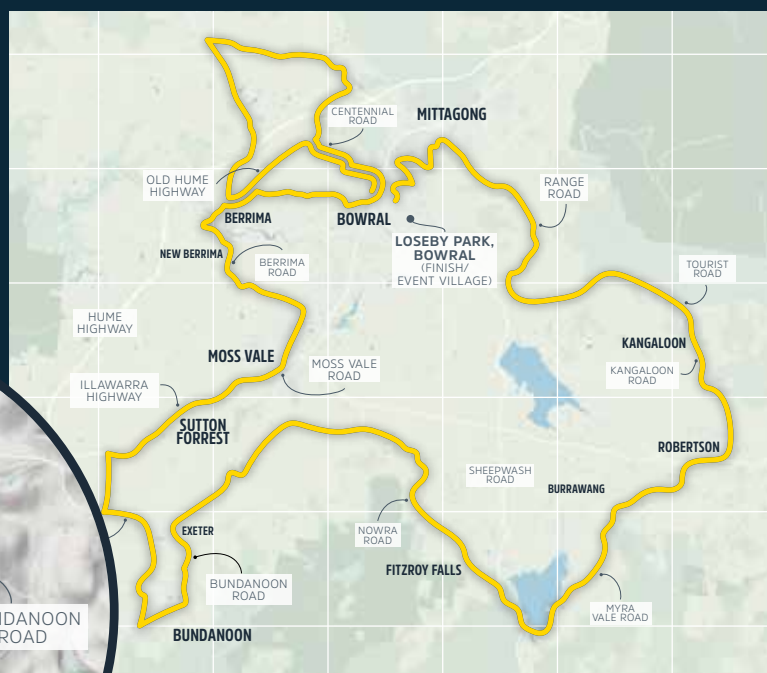 CENTENNIAL
ROAD
MITTAGONG
OLD HUME
HIGHWAY
RANGE
ROAD
BERRIMA
BOWRAL
LOSEBY PARK,
BOWRAL
(FINISH/
EVENT VILLAGE)
NEW BERRIMA
BERRIMA
ROAD
TOURIST
ROAD
HUME
HIGHWAY
KANGALOON
MOSS VALE
MOSS VALE
ROAD
KANGALOON
ROAD
ILLAWARRA
HIGHWAY
SUTTON
FORREST
ROBERTSON
SHEEPWASH
ROAD
BURRAWANG
EXETER
NOWRA
ROAD
FITZROY FALLS
BUNDANOON
ROAD
MYRA
VALE ROAD
NDANOON
ROAD
BUNDANOON